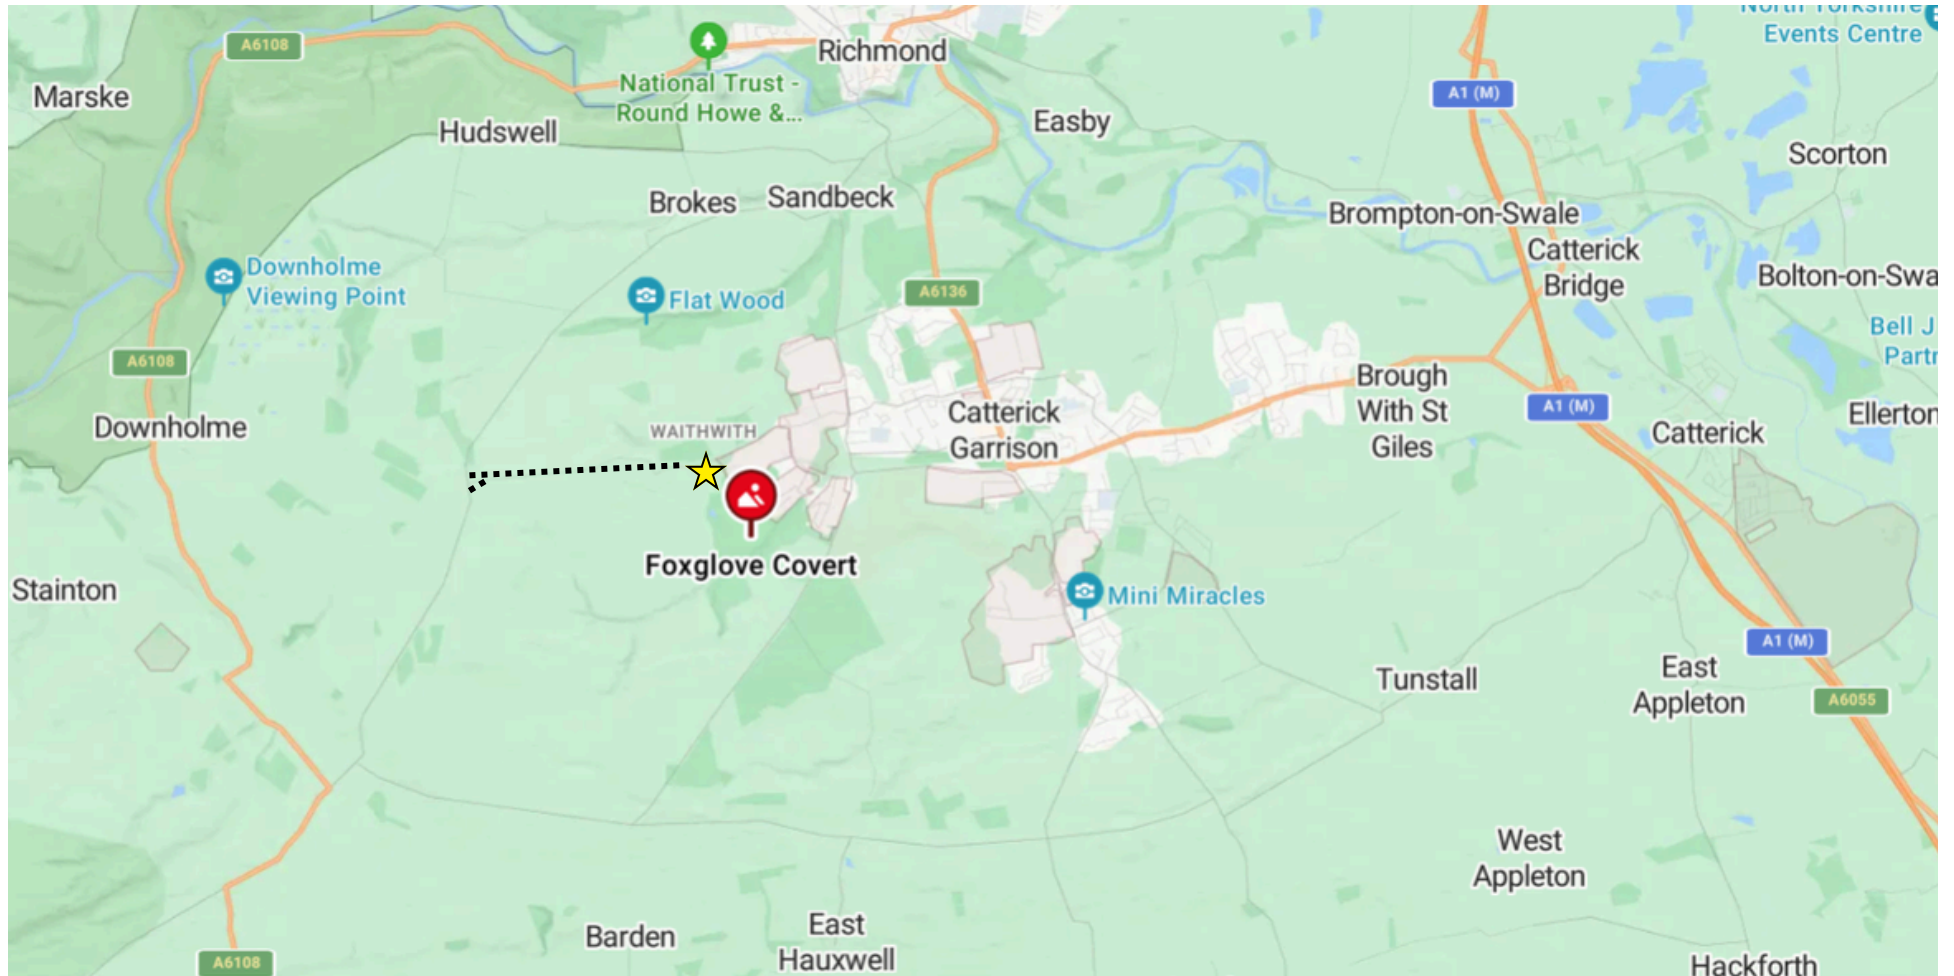 North Yorkshire
Events Centre
A6108
Richmond
National Trust -
Round Howe &...
Marske
A1 (M)
Hudswell
Easby
Scorton
Brokes
Sandbeck
Brompton-on-Swale
Catterick
Bridge
Downholme
Viewing Point
Bolton-on-Swa
Flat Wood
A6136
Bell J
Partr
A6108
Brough
With St
Giles
Catterick
Garrison
A1 (M)
Ellerton
Downholme
WAITHWITH
Catterick
Foxglove Covert
Stainton
Mini Miracles
A1 (M)
Tunstall
East
Appleton
A6055
West
Appleton
Barden
East
Hauxwell
A6108
Hackforth